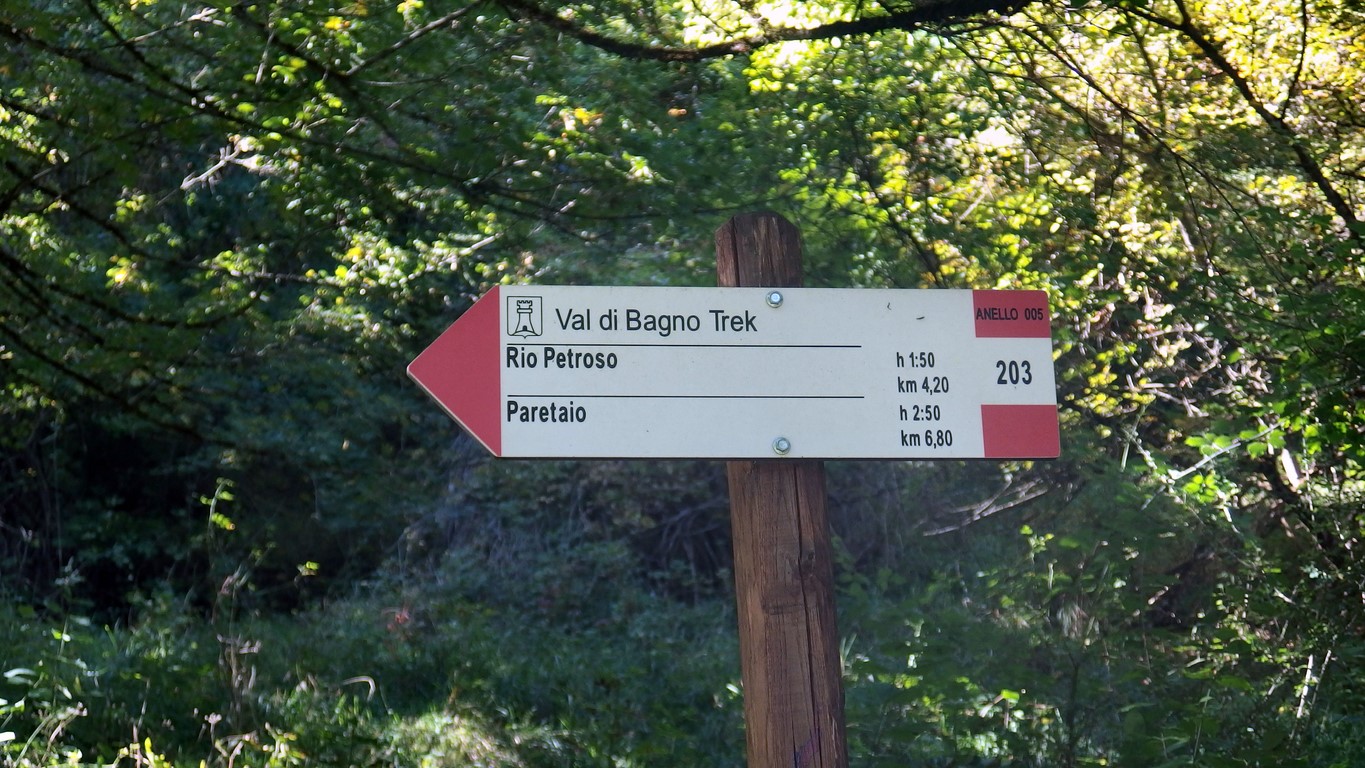 Val di Bagno Trek
ANELLO 005
Rio Petroso
h 1:50
km 4,20
203
Paretaio
h 2:50
km 6,80